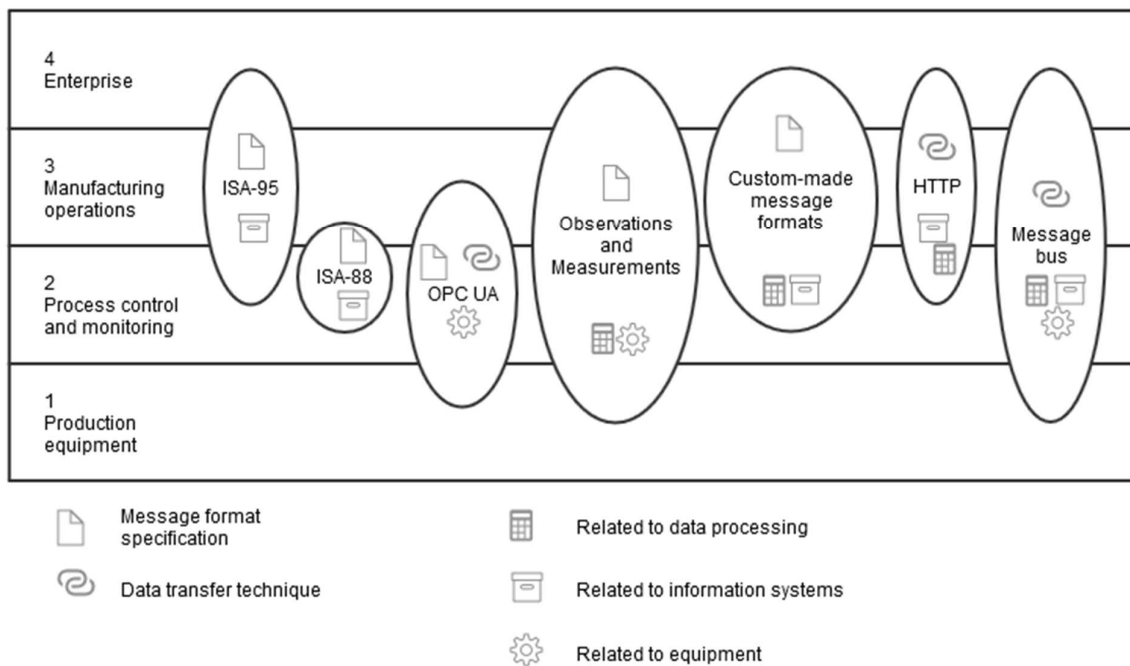 4
Enterprise
3
Manufacturing
operations
2
Process control
and monitoring
1
Production
equipment
ISA-95
ISA-88
OPC UA
Observations
and
Measurements
Custom-made
message
formats
HTTP
Message
bus
Message format
specification
Data transfer technique
Related to data processing
Related to information systems
Related to equipment